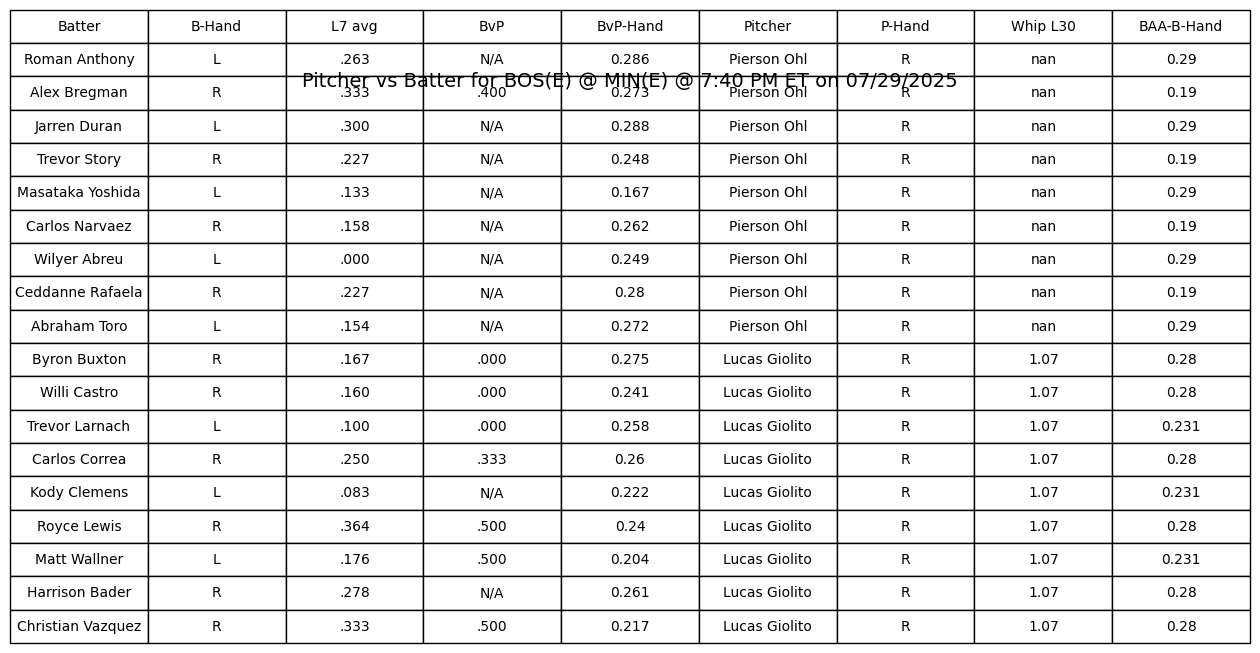 Batter B-Hand L7 avg BvP BvP-Hand Pitcher P-Hand Whip L30 BAA-B-Hand
Roman Anthony L .263 N/A 0.286 Pierson Ohl R nan 0.29
Pitcher vs Batter for BOS(E) @ MIN(E) @ 7:40 PM ET on 07/29/2025
Alex Bregman R .333 .400 0.273 Pierson Ohl R nan 0.19
Jarren Duran L .300 N/A 0.288 Pierson Ohl R nan 0.29
Trevor Story R .227 N/A 0.248 Pierson Ohl R nan 0.19
Masataka Yoshida L .133 N/A 0.167 Pierson Ohl R nan 0.29
Carlos Narvaez R .158 N/A 0.262 Pierson Ohl R nan 0.19
Wilyer Abreu L .000 N/A 0.249 Pierson Ohl R nan 0.29
Ceddanne Rafaela R .227 N/A 0.28 Pierson Ohl R nan 0.19
Abraham Toro L .154 N/A 0.272 Pierson Ohl R nan 0.29
Byron Buxton R .167 .000 0.275 Lucas Giolito R 1.07 0.28
Willi Castro R .160 .000 0.241 Lucas Giolito R 1.07 0.28
Trevor Larnach L .100 .000 0.258 Lucas Giolito R 1.07 0.231
Carlos Correa R .250 .333 0.26 Lucas Giolito R 1.07 0.28
Kody Clemens L .083 N/A 0.222 Lucas Giolito R 1.07 0.231
Royce Lewis R .364 .500 0.24 Lucas Giolito R 1.07 0.28
Matt Wallner L .176 .500 0.204 Lucas Giolito R 1.07 0.231
Harrison Bader R .278 N/A 0.261 Lucas Giolito R 1.07 0.28
Christian Vazquez R .333 .500 0.217 Lucas Giolito R 1.07 0.28